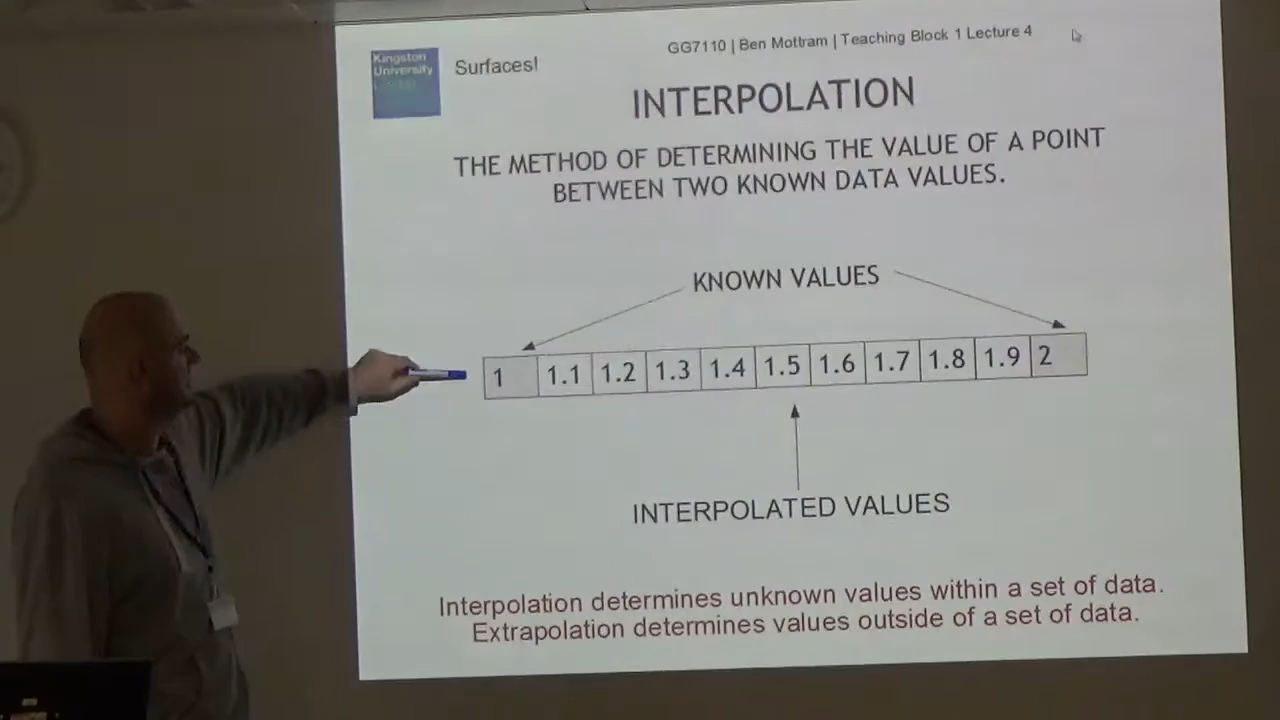 Kingston
University
Surfaces!
GG7110 | Ben Mottram | Teaching Block 1 Lecture 4
INTERPOLATION
THE METHOD OF DETERMINING THE VALUE OF A POINT
BETWEEN TWO KNOWN DATA VALUES.
KNOWN VALUES
1 1.1 1.2 1.3 1.4 1.5 1.6 1.7 1.8 1.9 2
INTERPOLATED VALUES
Interpolation determines unknown values within a set of data.
Extrapolation determines values outside of a set of data.